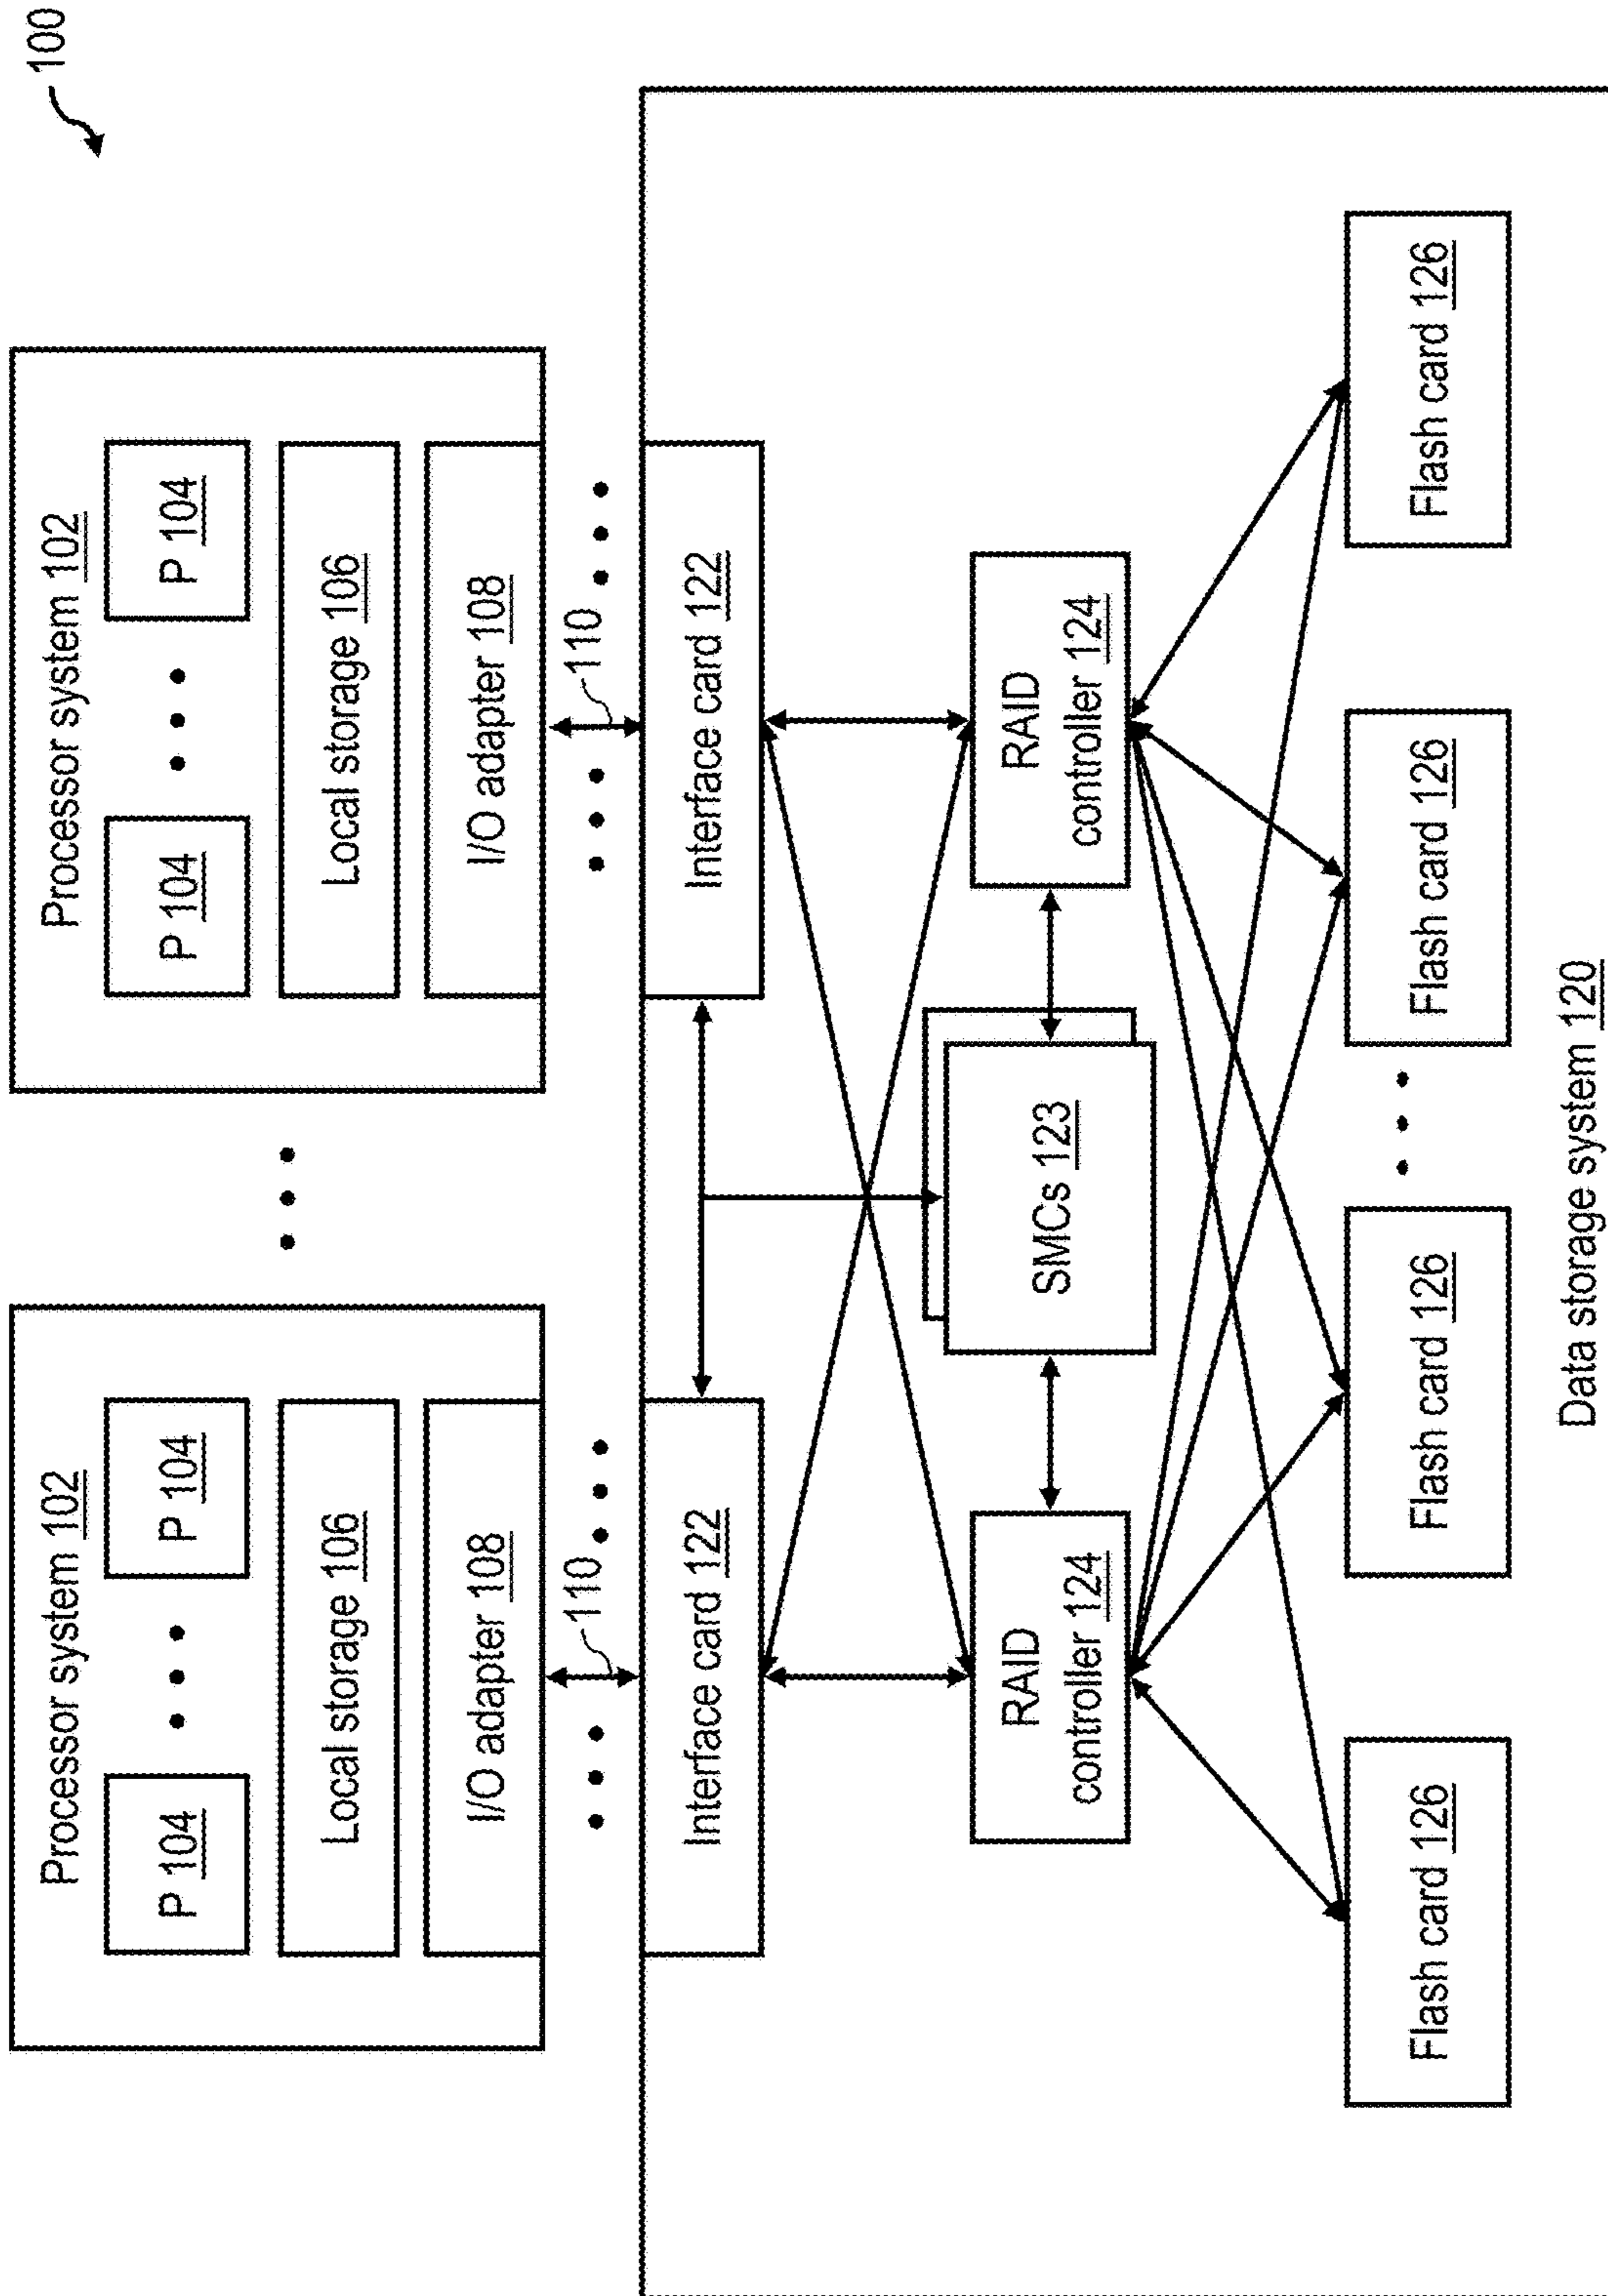 100
Processor system 102
P 104
P 104
Local storage 106
I/O adapter 108
110
Processor system 102
P 104
P 104
Local storage 106
I/O adapter 108
110
Interface card 122
Interface card 122
RAID
controller 124
SMCs 123
RAID
controller 124
Flash card 126
Flash card 126
Flash card 126
Flash card 126
Data storage system 120